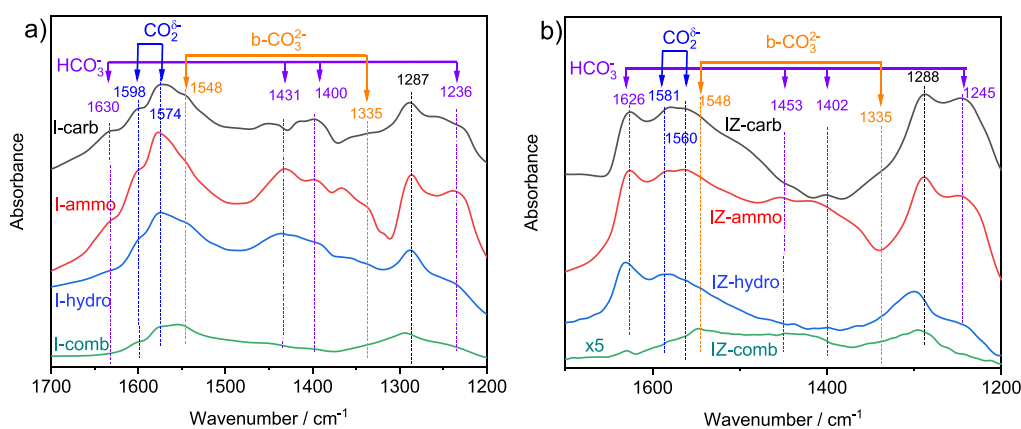 a)
CO₂^δ-
b-CO₃²⁻
HCO₃⁻
1598
1548
1287
1630
1574
1431
1400
1335
1236
I-carb
I-ammo
I-hydro
I-comb
Absorbance
1700 1600 1500 1400 1300 1200
Wavenumber / cm⁻¹
b)
CO₂^δ-
b-CO₃²⁻
HCO₃⁻
1288
1626
1581
1548
1453
1402
1335
1245
1560
IZ-carb
IZ-ammo
IZ-hydro
x5
IZ-comb
Absorbance
1600 1400 1200
Wavenumber / cm⁻¹